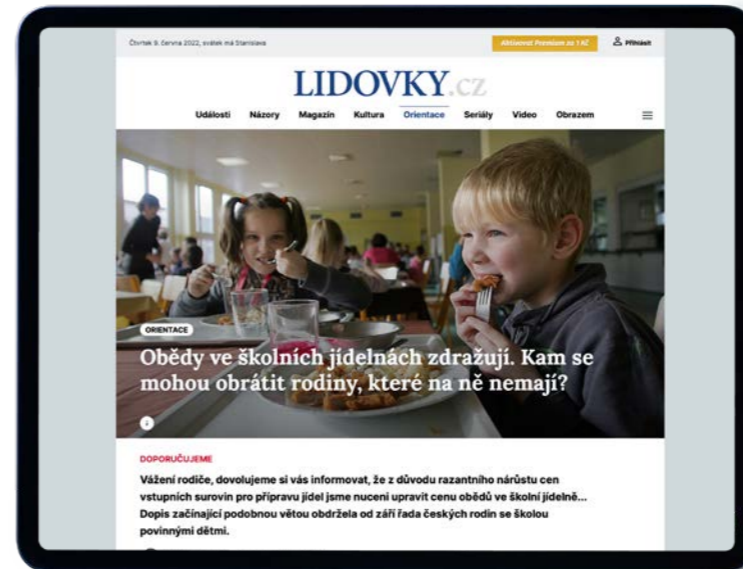 Čtvrtek 9. června 2022, svátek má Stanislava
Aktivovat Premium za 1 Kč
Přihlásit
LIDOVKY.cz
Události Názory Magazín Kultura Orientace Seriály Video Obrazem
ORIENTACE
Obědy ve školních jídelnách zdražují. Kam se
mohou obrátit rodiny, které na ně nemají?
DOPORUČUJEME
Vážení rodiče, dovolujeme si vás informovat, že z důvodu razantního nárůstu cen
vstupních surovin pro přípravu jídel jsme nuceni upravit cenu obědů ve školní jídelně...
Dopis začínající podobnou větou obdržela od září řada českých rodin se školou
povinnými dětmi.